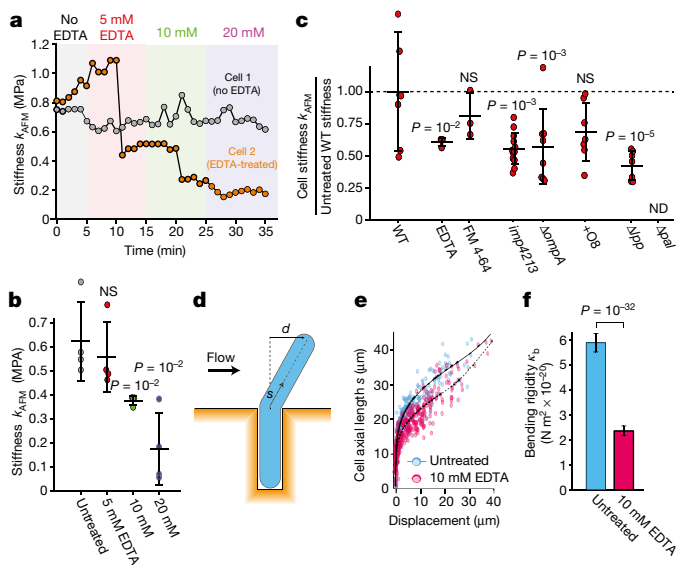 a
No EDTA
5 mM EDTA
10 mM
20 mM
Stiffness k_AFM (MPa)
1.2
1.0
0.8
0.6
0.4
0.2
0
Cell 1
(no EDTA)
Cell 2
(EDTA-treated)
0 5 10 15 20 25 30 35
Time (min)
b
Stiffness k_AFM (MPA)
0.7
0.6
0.5
0.4
0.3
0.2
0.1
0
NS
P = 10⁻²
P = 10⁻²
Untreated
5 mM EDTA
10 mM
20 mM
c
Cell stiffness k_AFM
Untreated WT stiffness
1.00
0.75
0.50
0.25
0
P = 10⁻²
NS
P = 10⁻³
P = 10⁻³
NS
P = 10⁻⁵
ND
WT
EDTA
FM 4-64
imp4213
ΔompA
+O8
Δlpp
Δpal
d
Flow
d
s
e
Cell axial length s (μm)
50
40
30
20
10
0
Untreated
10 mM EDTA
0 10 20 30 40
Displacement (μm)
f
Bending rigidity κ_b
(N m² × 10⁻²⁰)
6
5
4
3
2
1
0
P = 10⁻³²
Untreated
10 mM EDTA